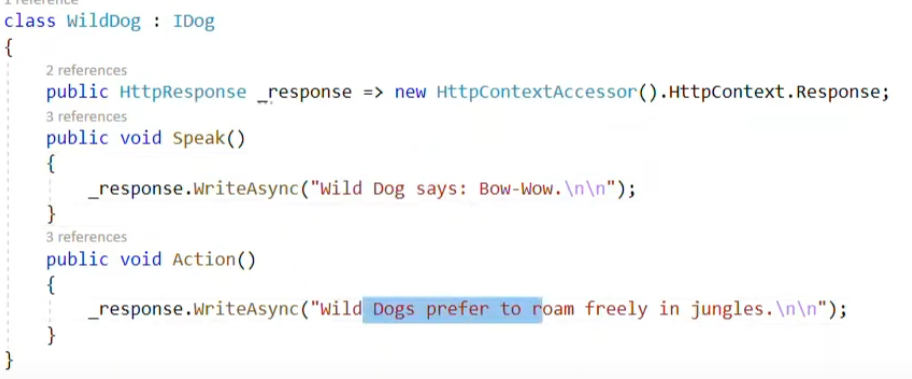 1 reference
class WildDog : IDog
{
2 references
public HttpResponse _response => new HttpContextAccessor().HttpContext.Response;
3 references
public void Speak()
{
_response.WriteAsync("Wild Dog says: Bow-Wow.\n\n");
}
3 references
public void Action()
{
_response.WriteAsync("Wild Dogs prefer to roam freely in jungles.\n\n");
}
}